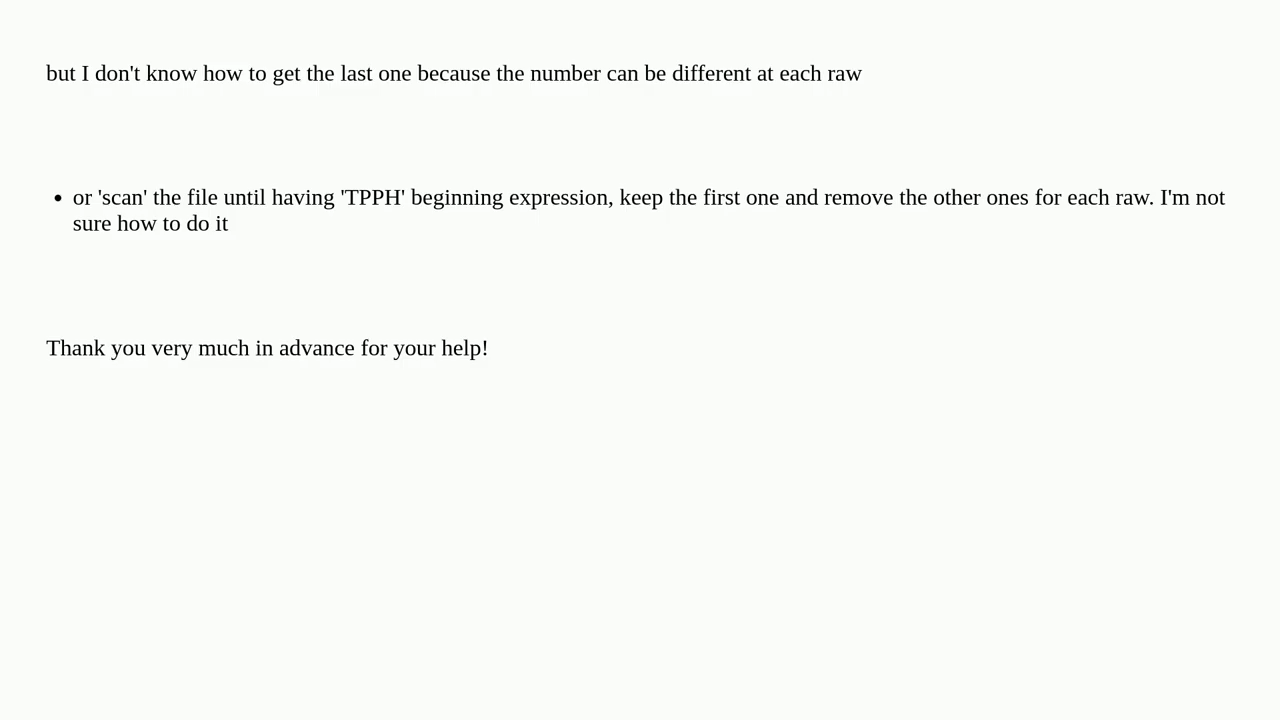 but I don't know how to get the last one because the number can be different at each raw
• or 'scan' the file until having 'TPPH' beginning expression, keep the first one and remove the other ones for each raw. I'm not
sure how to do it
Thank you very much in advance for your help!